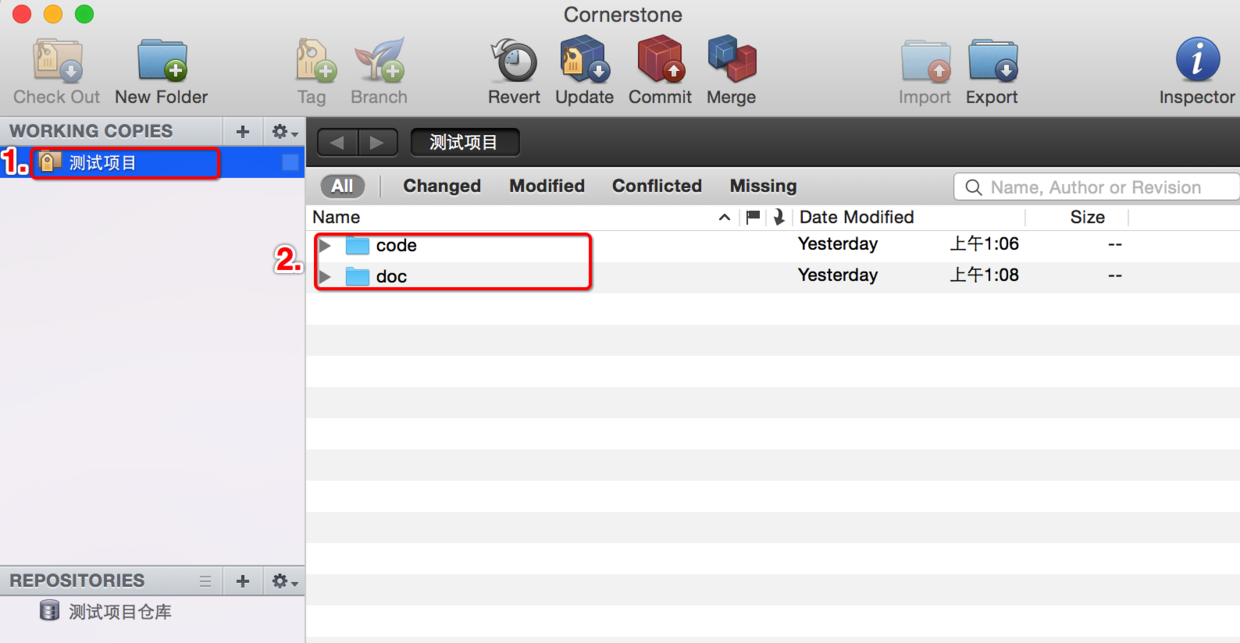 Cornerstone
Check Out New Folder Tag Branch Revert Update Commit Merge Import Export Inspector
WORKING COPIES
测试项目
1. 测试项目
All Changed Modified Conflicted Missing Name, Author or Revision
Name Date Modified Size
code Yesterday 上午1:06 --
2.
doc Yesterday 上午1:08 --
REPOSITORIES
测试项目仓库